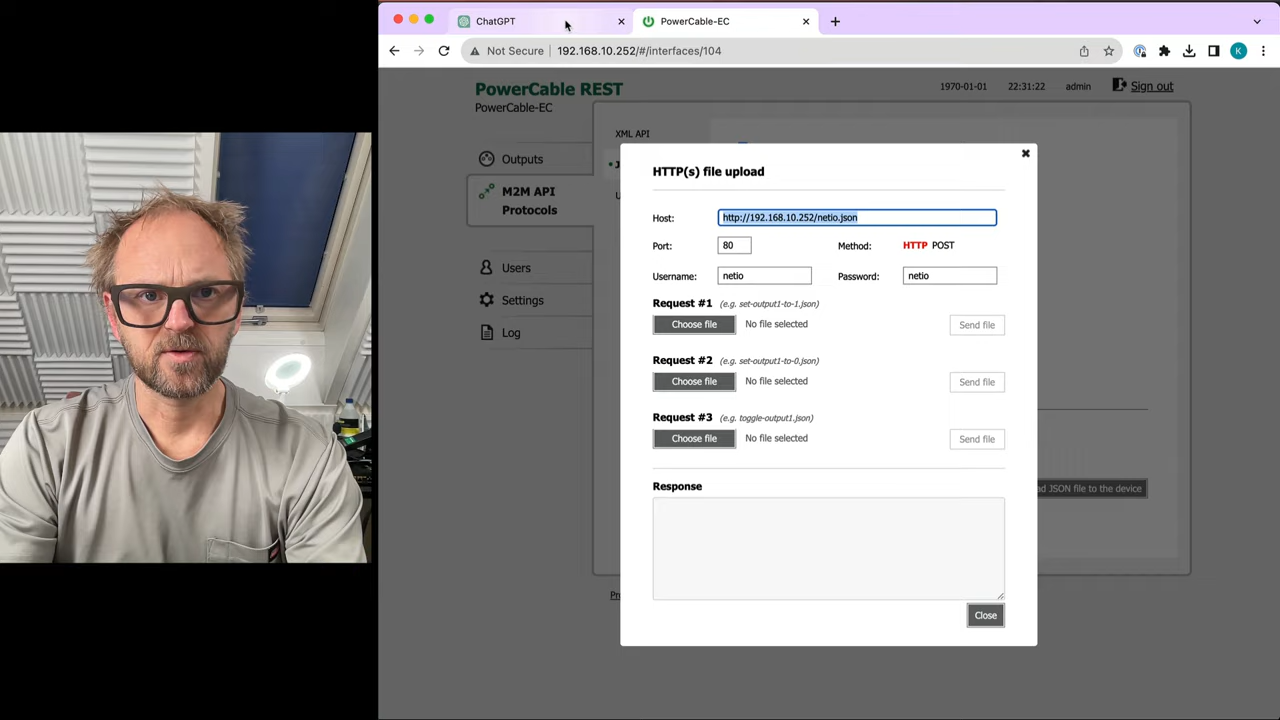 ChatGPT
PowerCable-EC
Not Secure
192.168.10.252/#/interfaces/104
K
PowerCable REST
PowerCable-EC
1970-01-01
22:31:22
admin
Sign out
XML API
Outputs
M2M API
Protocols
Users
Settings
Log
HTTP(s) file upload
Host:
http://192.168.10.252/netio.json
Port:
80
Method:
HTTP POST
Username:
netio
Password:
netio
Request #1 (e.g. set-output1-to-1.json)
Choose file
No file selected
Send file
Request #2 (e.g. set-output1-to-0.json)
Choose file
No file selected
Send file
Request #3 (e.g. toggle-output1.json)
Choose file
No file selected
Send file
Response
ad JSON file to the device
Close